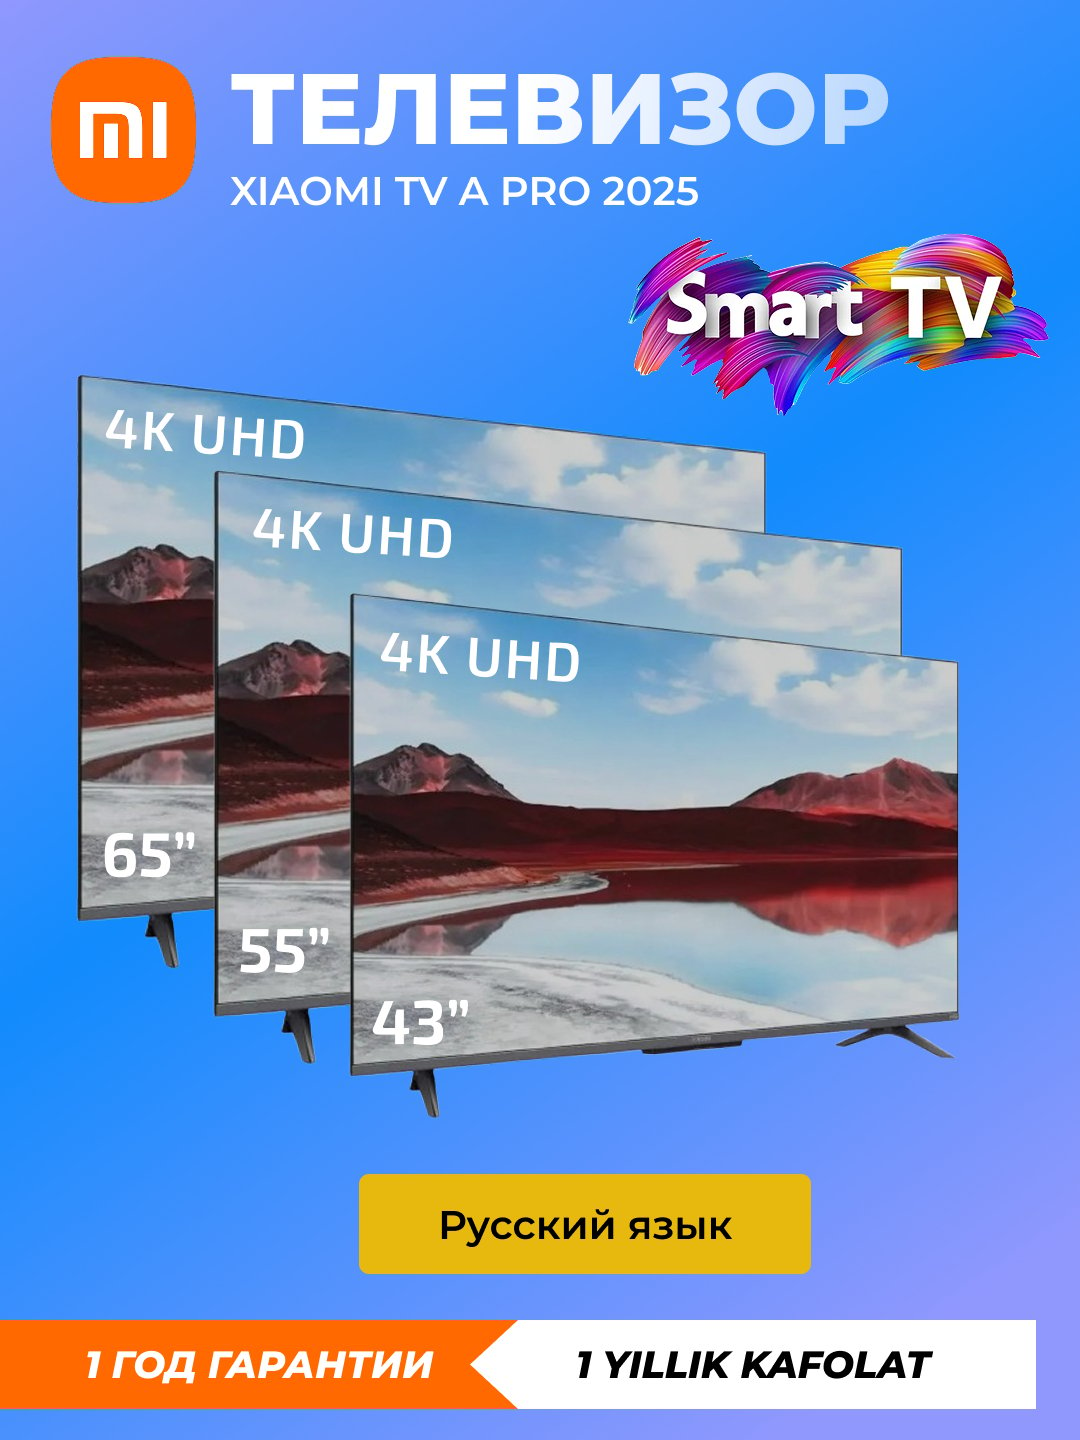 mi
ТЕЛЕВИЗОР
XIAOMI TV A PRO 2025
Smart TV
4K UHD
4K UHD
4K UHD
65”
55”
43”
Русский язык
1 ГОД ГАРАНТИИ
1 YILLIK KAFOLAT